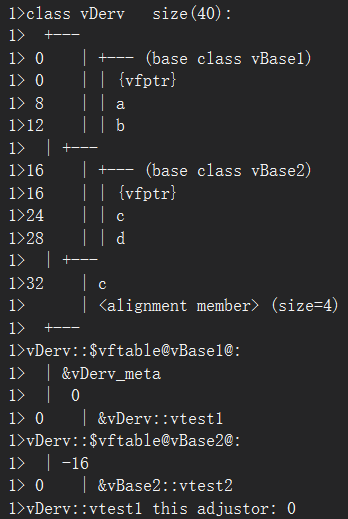 1>class vDerv   size(40):
1>  +---
1> 0     | +--- (base class vBase1)
1> 0     | | {vfptr}
1> 8     | | a
1>12     | | b
1>  | +---
1>16     | +--- (base class vBase2)
1>16     | | {vfptr}
1>24     | | c
1>28     | | d
1>  | +---
1>32     | c
1>       | <alignment member> (size=4)
1>  +---
1>vDerv::$vftable@vBase1@:
1>  | &vDerv_meta
1>  |  0
1> 0     | &vDerv::vtest1
1>vDerv::$vftable@vBase2@:
1>  | -16
1> 0     | &vBase2::vtest2
1>vDerv::vtest1 this adjustor: 0